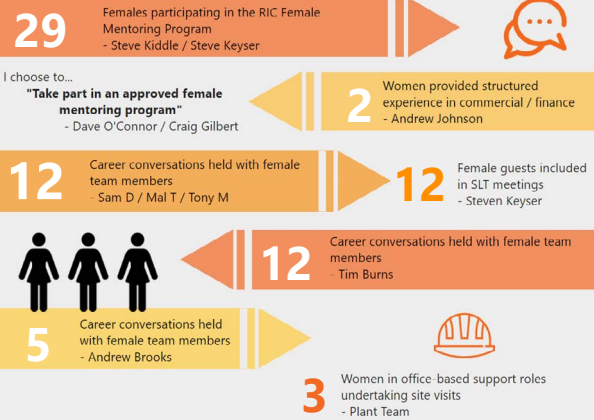 29
Females participating in the RIC Female
Mentoring Program
- Steve Kiddle / Steve Keyser
I choose to...
"Take part in an approved female
mentoring program"
- Dave O'Connor / Craig Gilbert
2
Women provided structured
experience in commercial / finance
- Andrew Johnson
12
Career conversations held with female
team members
- Sam D / Mal T / Tony M
12
Female guests included
in SLT meetings
- Steven Keyser
12
Career conversations held with female team
members
- Tim Burns
5
Career conversations held
with female team members
- Andrew Brooks
3
Women in office-based support roles
undertaking site visits
- Plant Team